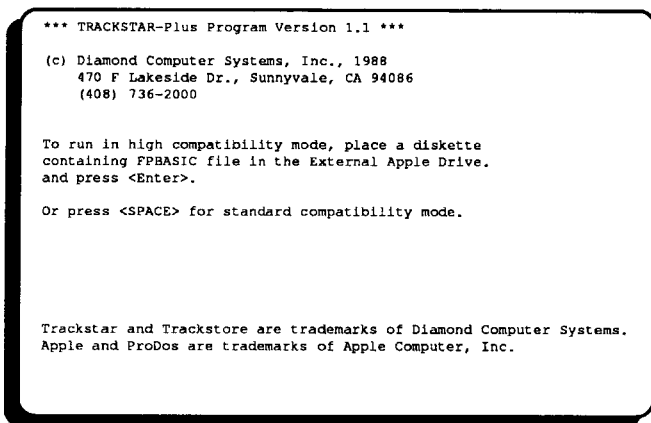 *** TRACKSTAR-Plus Program Version 1.1 ***
(c) Diamond Computer Systems, Inc., 1988
470 F Lakeside Dr., Sunnyvale, CA 94086
(408) 736-2000
To run in high compatibility mode, place a diskette
containing FPBASIC file in the External Apple Drive.
and press <Enter>.
Or press <SPACE> for standard compatibility mode.
Trackstar and Trackstore are trademarks of Diamond Computer Systems.
Apple and ProDos are trademarks of Apple Computer, Inc.